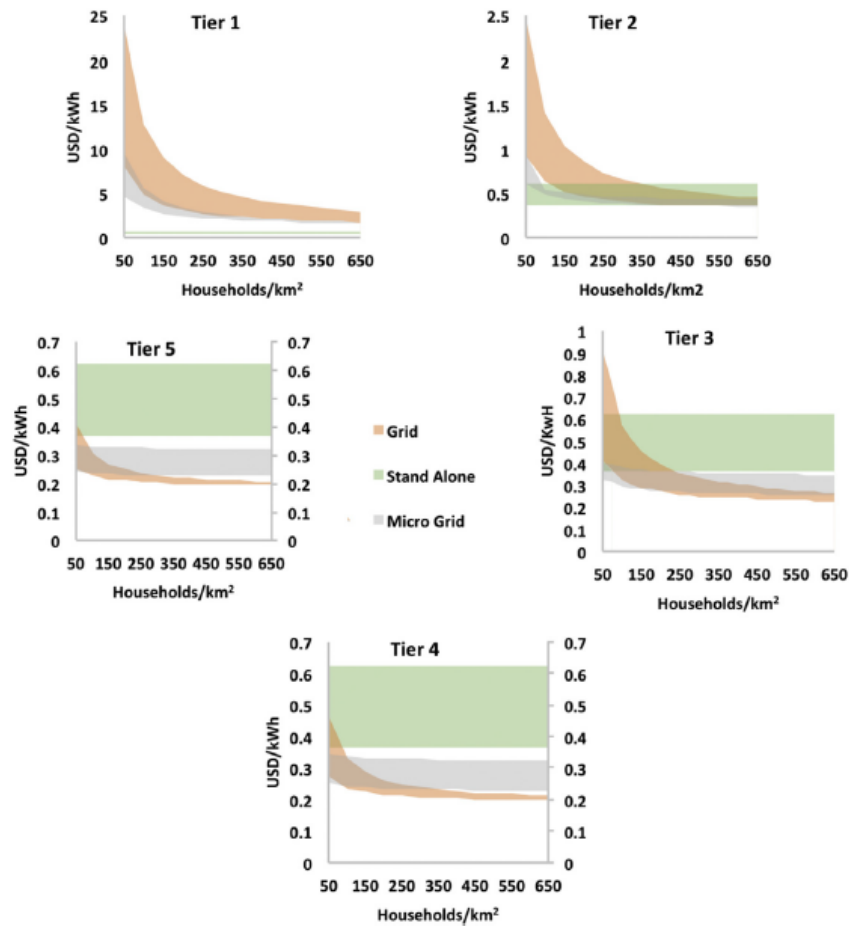 Tier 1
25
20
15
10
5
0
USD/kWh
50 150 250 350 450 550 650
Households/km²
Tier 2
2.5
2
1.5
1
0.5
0
USD/kWh
50 150 250 350 450 550 650
Households/km2
Tier 5
0.7 0.7
0.6 0.6
0.5 0.5
0.4 0.4
0.3 0.3
0.2 0.2
0.1 0.1
0 0
USD/kWh
50 150 250 350 450 550 650
Households/km²
Grid
Stand Alone
Micro Grid
Tier 3
1
0.9
0.8
0.7
0.6
0.5
0.4
0.3
0.2
0.1
0
USD/KwH
50 150 250 350 450 550 650
Households/km²
Tier 4
0.7 0.7
0.6 0.6
0.5 0.5
0.4 0.4
0.3 0.3
0.2 0.2
0.1 0.1
0 0
USD/kWh
50 150 250 350 450 550 650
Households/km²